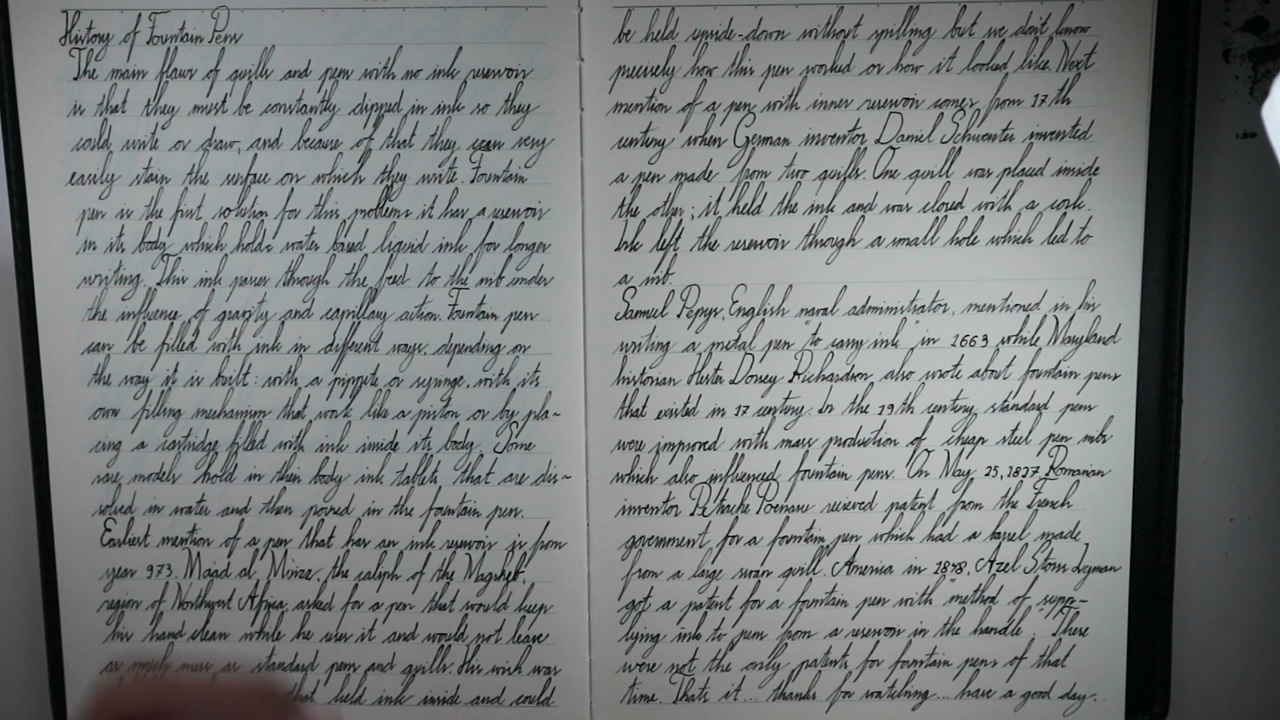 History of Fountain Pens
The main flaws of quills and pens with no ink reservoir
is that they must be constantly dipped in ink so they
could write or draw, and because of that they can very
easily stain the surface on which they write. Fountain
pen is the first solution for this problem: it has a reservoir
in its body which holds water based liquid ink for longer
writing. This ink passes through the feed to the nib under
the influence of gravity and capillary action. Fountain pen
can be filled with ink in different ways, depending on
the way it is built: with a pippete or syringe, with its
own filling mechanism that work like a piston or by pla-
cing a cartridge filled with ink inside its body. Some
rare models hold in their body ink tablets that are dis-
solved in water and then poured in the fountain pen.
Earliest mention of a pen that has an ink reservoir is from
year 973. Ma'ad al Mu'izz, the caliph of the Maghreb,
region of Northwest Africa, asked for a pen that would keep
his hand clean while he uses it and would not leave
as much mess as standard pens and quills. His wish was
that held ink inside and could
be held upside-down without spilling but we don't know
precisely how this pen worked or how it looked like. Next
mention of a pen with inner reservoir comes from 17th
century when German inventor Daniel Schwenter invented
a pen made from two quills. One quill was placed inside
the other; it held the ink and was closed with a cork.
Ink left the reservoir through a small hole which led to
a nib.
Samuel Pepys, English naval administrator, mentioned in his
writing a metal pen "to carry ink" in 1663 while Maryland
historian Hester Dorsey Richardson also wrote about fountain pens
that existed in 17 century. In the 19th century, standard pens
were improved with mass production of cheap steel pen nibs
which also influenced fountain pens. On May 25, 1827 Romanian
inventor Petrache Poenaru received patent from the French
government for a fountain pen which had a barrel made
from a large swan quill. America in 1848, Azel Storrs Lyman
got a patent for a fountain pen with "method of supp-
lying ink to pens from a reservoir in the handle". There
were not the only patents for fountain pens of that
time. Thats it... thanks for watching... have a good day...